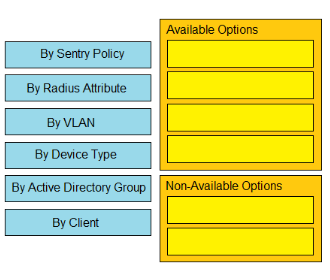 Available Options
By Sentry Policy
By Radius Attribute
By VLAN
By Device Type
By Active Directory Group
By Client
Non-Available Options